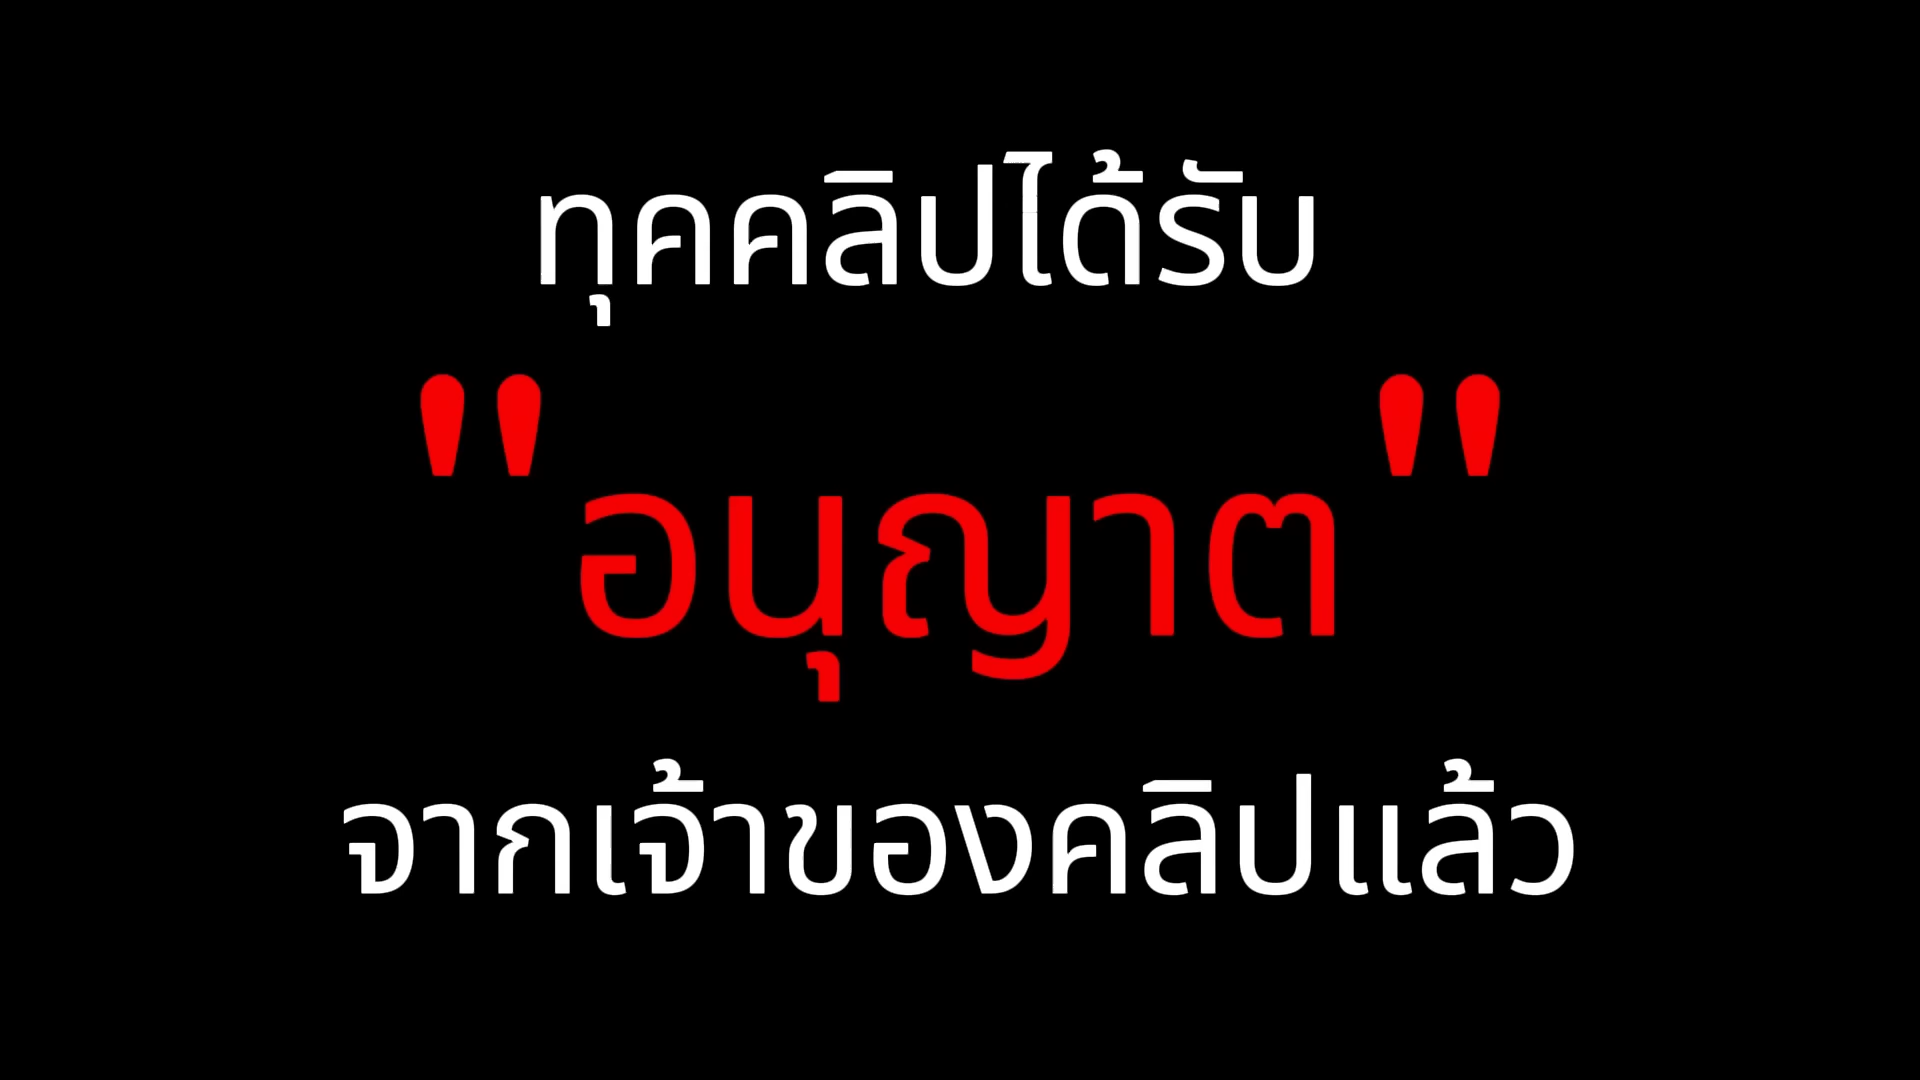 ทุคคลิปได้รับ
"อนุญาต"
จากเจ้าของคลิปแล้ว